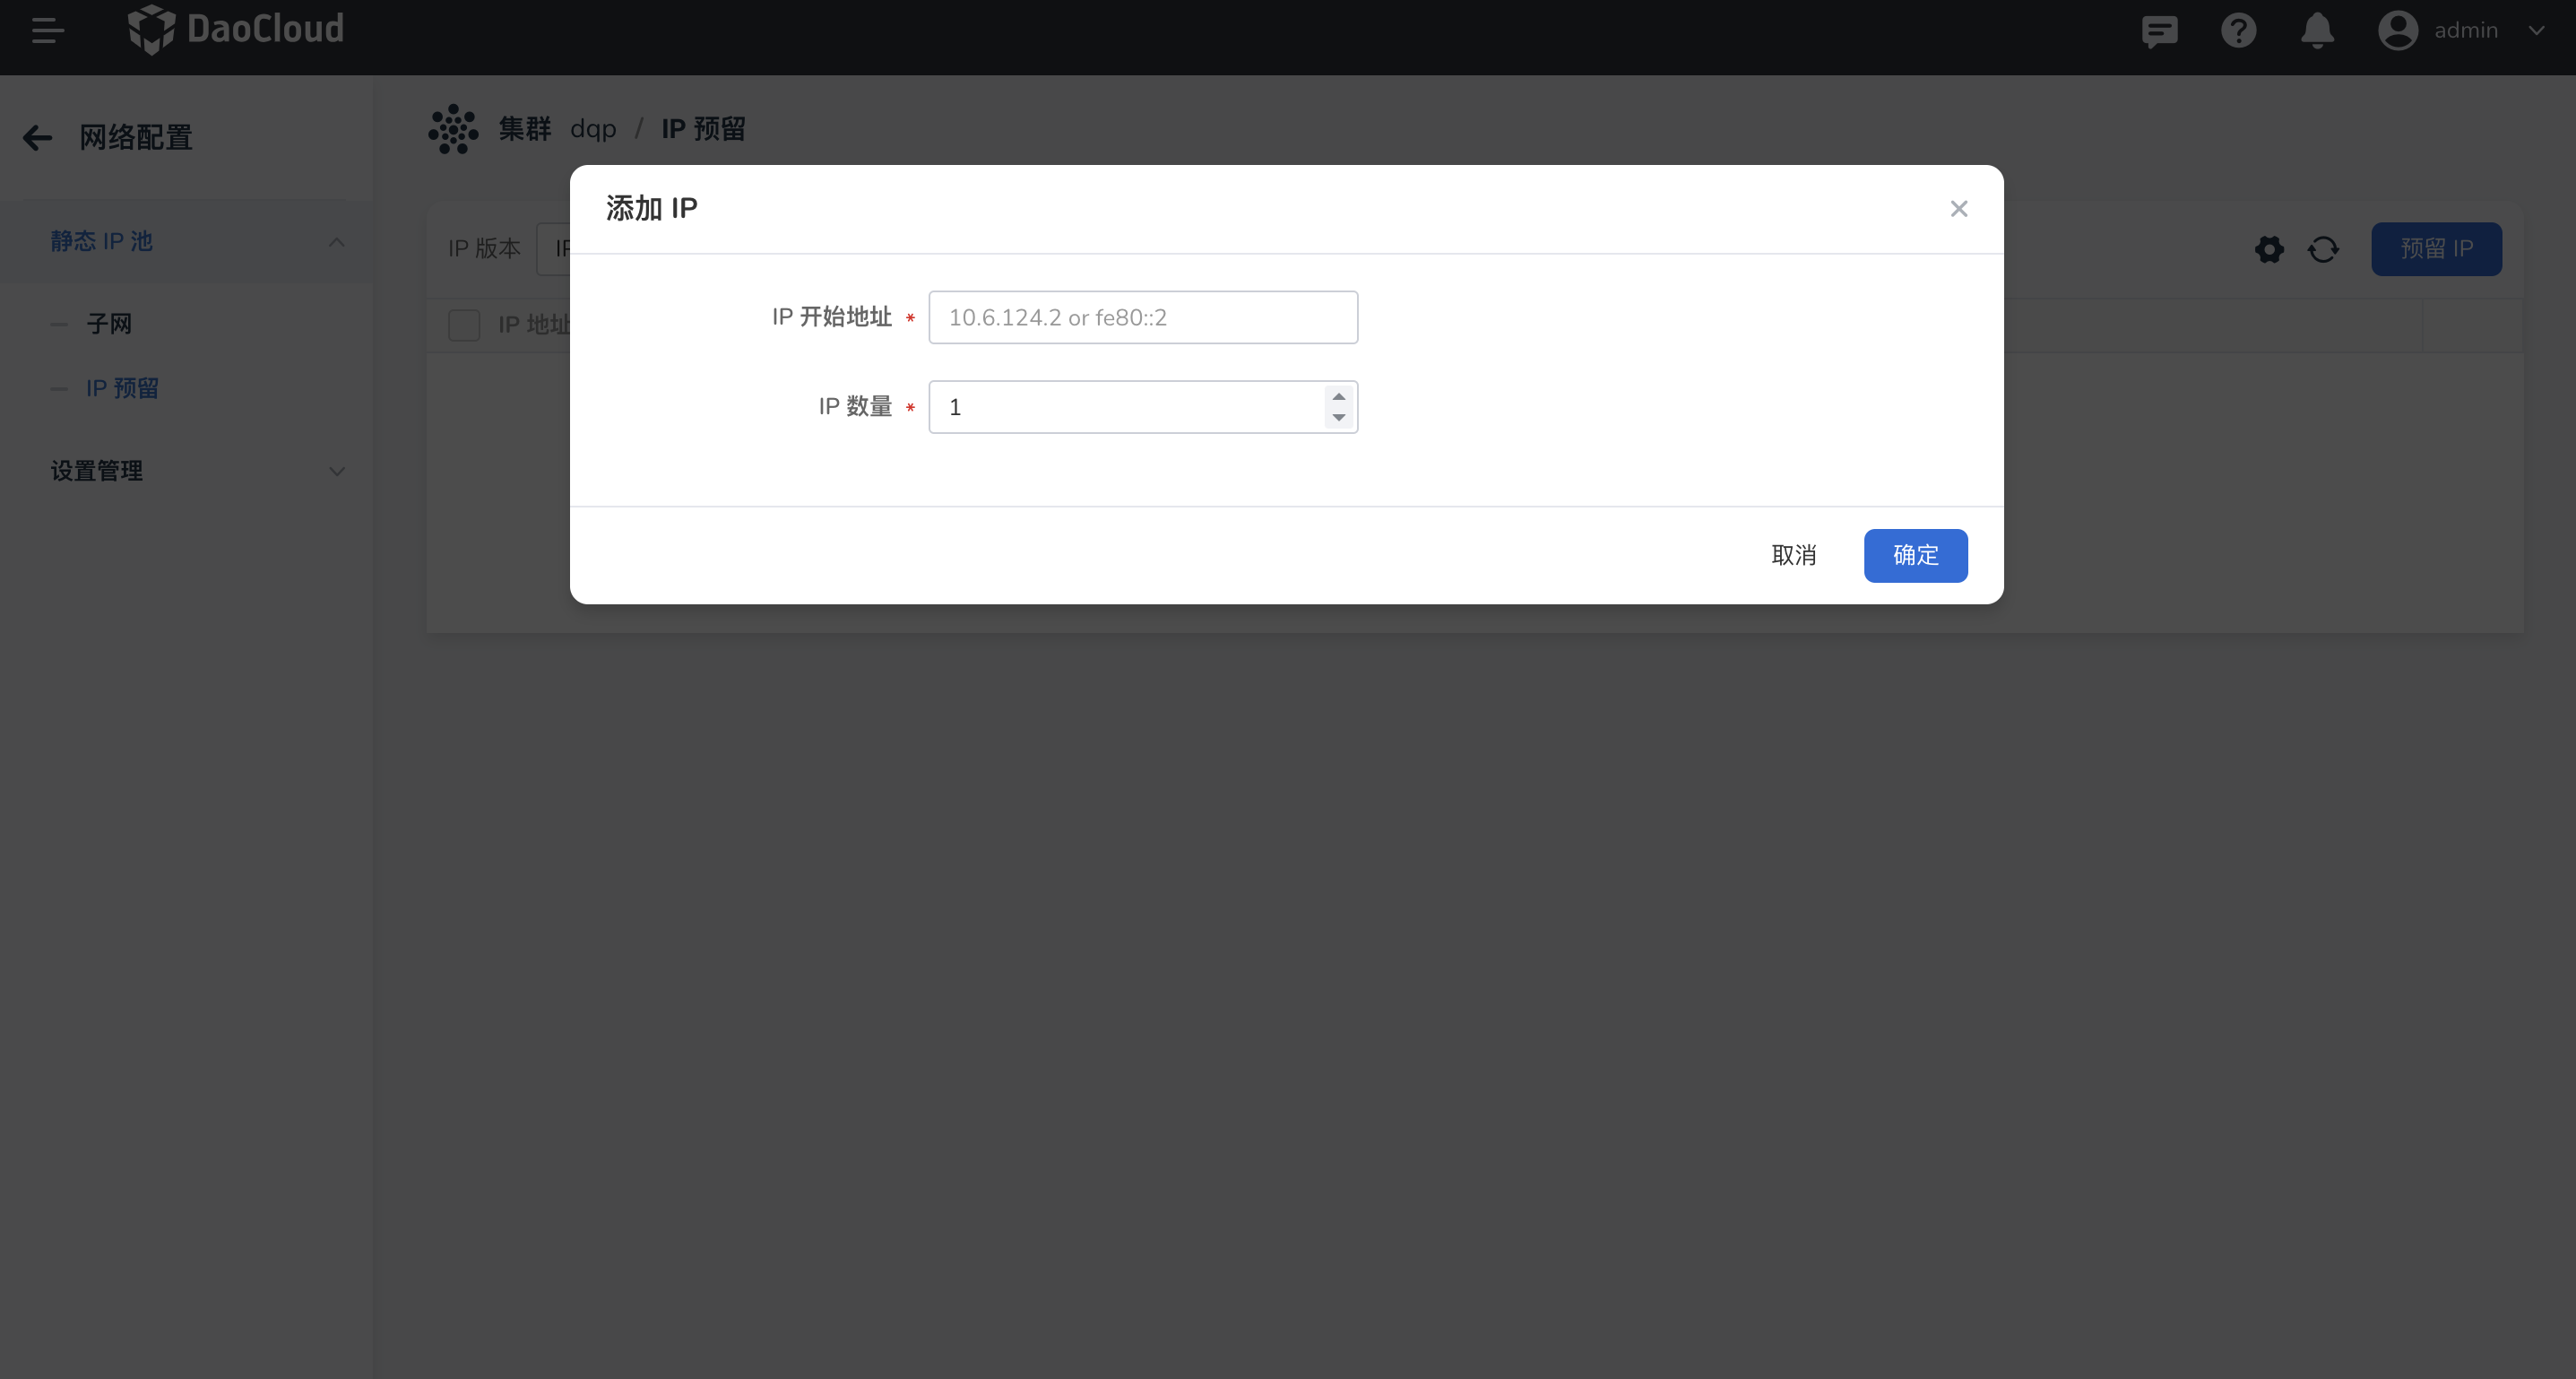 DaoCloud
admin
网络配置
集群 dqp / IP 预留
静态 IP 池
子网
IP 预留
设置管理
IP 版本
预留 IP
IP 地址
添加 IP
IP 开始地址 *
10.6.124.2 or fe80::2
IP 数量 *
1
取消
确定